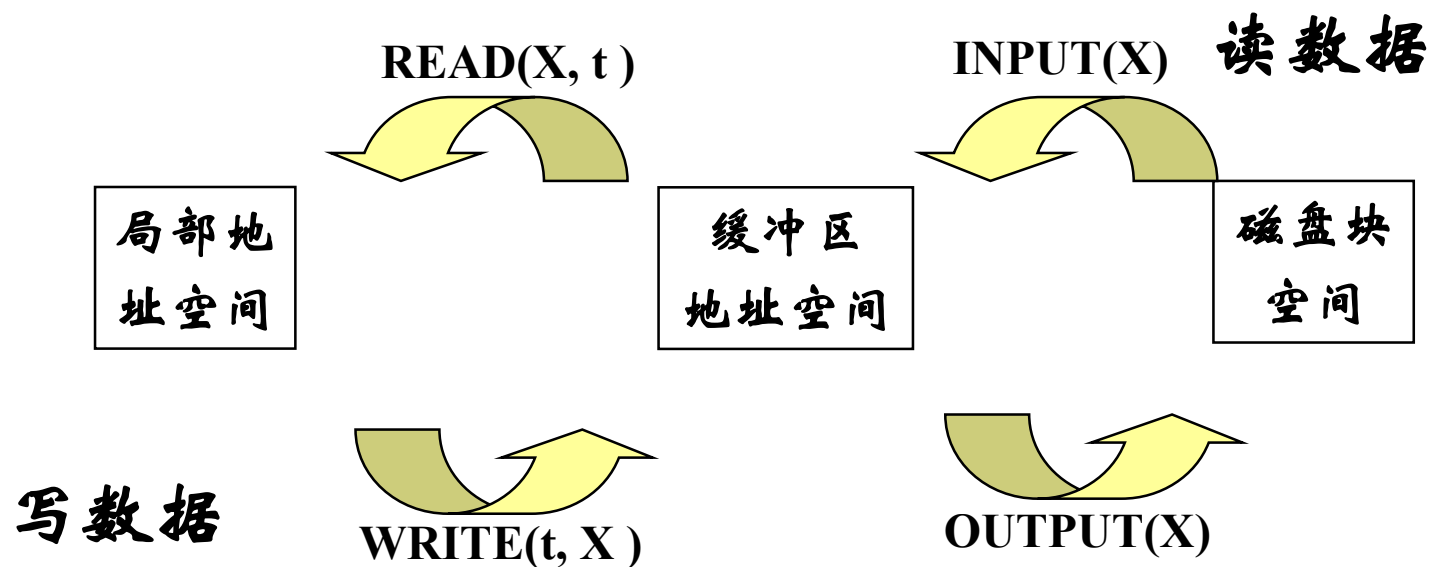 READ(X, t )
INPUT(X)
读数据
局部地
址空间
缓冲区
地址空间
磁盘块
空间
写数据
WRITE(t, X )
OUTPUT(X)